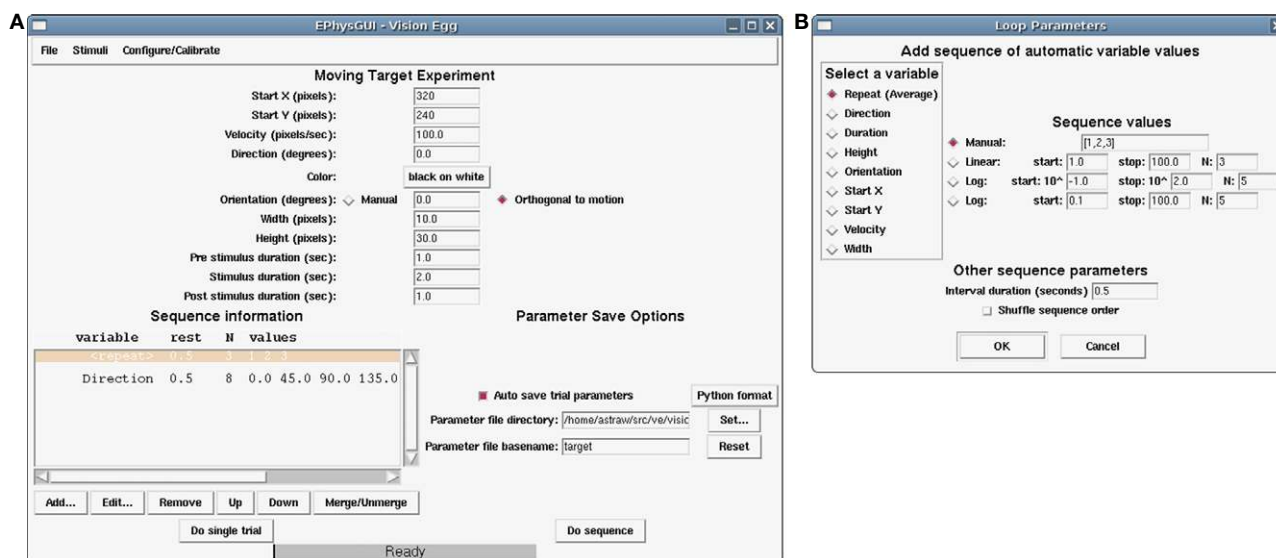 A
EPhysGUI - Vision Egg
File Stimuli Configure/Calibrate
Moving Target Experiment
Start X (pixels): 320
Start Y (pixels): 240
Velocity (pixels/sec): 100.0
Direction (degrees): 0.0
Color: black on white
Orientation (degrees): Manual 0.0 Orthogonal to motion
Width (pixels): 10.0
Height (pixels): 30.0
Pre stimulus duration (sec): 1.0
Stimulus duration (sec): 2.0
Post stimulus duration (sec): 1.0
Sequence information
variable rest N values
<repeat> 0.5 3 1 2 3
Direction 0.5 8 0.0 45.0 90.0 135.0
Parameter Save Options
Auto save trial parameters Python format
Parameter file directory: /home/astraw/src/ve/visic Set...
Parameter file basename: target Reset
Add... Edit... Remove Up Down Merge/Unmerge
Do single trial Do sequence
Ready
B
Loop Parameters
Add sequence of automatic variable values
Select a variable
Repeat (Average)
Direction
Duration
Height
Orientation
Start X
Start Y
Velocity
Width
Sequence values
Manual: [1,2,3]
Linear: start: 1.0 stop: 100.0 N: 3
Log: start: 10^ -1.0 stop: 10^ 2.0 N: 5
Log: start: 0.1 stop: 100.0 N: 5
Other sequence parameters
Interval duration (seconds) 0.5
Shuffle sequence order
OK Cancel